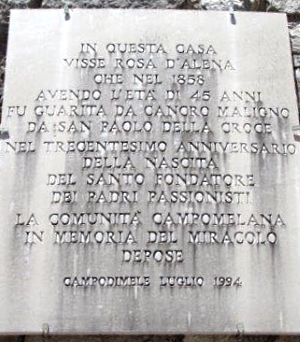 IN QUESTA CASA
VISSE ROSA D'ALENA
CHE NEL 1858
AVENDO L'ETÀ DI 45 ANNI
FU GUARITA DA CANCRO MALIGNO
DA SAN PAOLO DELLA CROCE
NEL TRECENTESIMO ANNIVERSARIO
DELLA NASCITA
DEL SANTO FONDATORE
DEI PADRI PASSIONISTI
LA COMUNITÀ CAMPOMELANA
IN MEMORIA DEL MIRACOLO
DEPOSE
CAMPODIMELE LUGLIO 1994